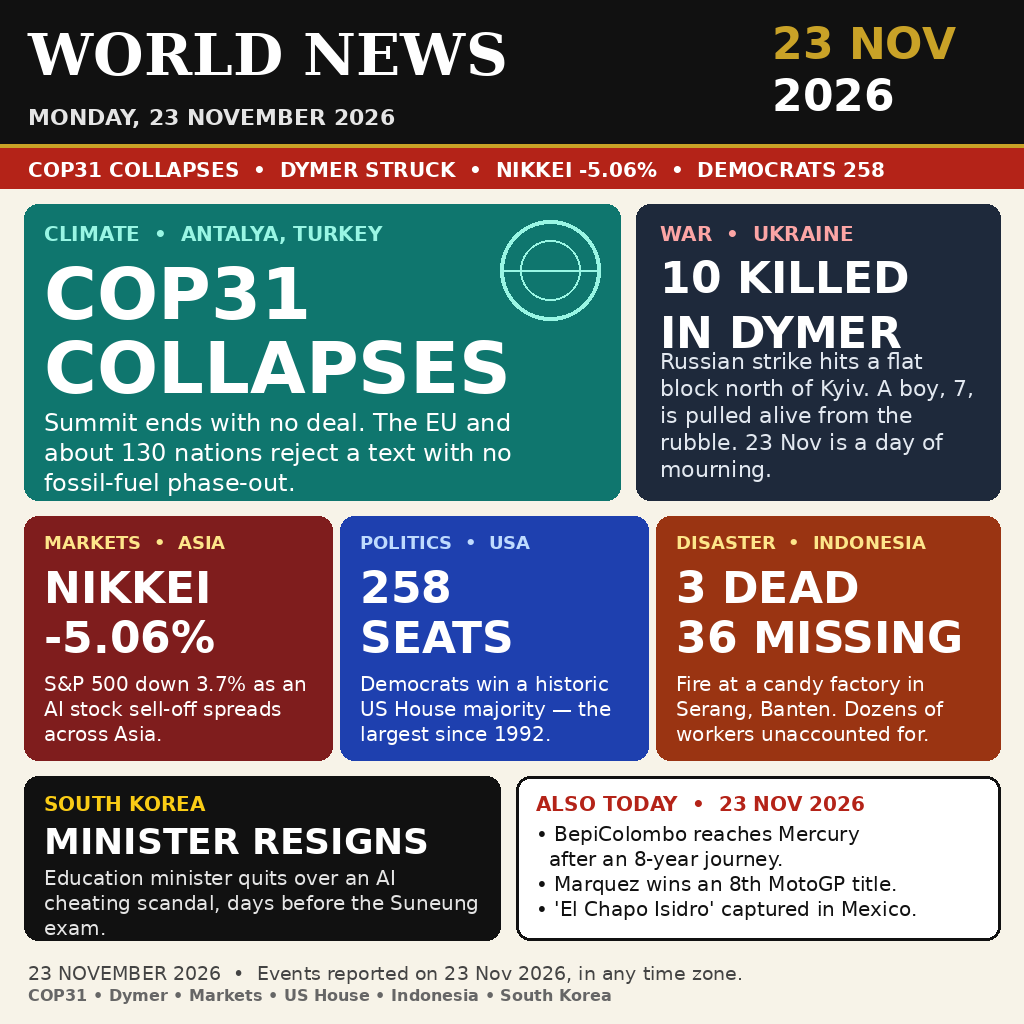 WORLD NEWS
MONDAY, 23 NOVEMBER 2026
23 NOV
2026
COP31 COLLAPSES • DYMER STRUCK • NIKKEI -5.06% • DEMOCRATS 258
CLIMATE • ANTALYA, TURKEY
COP31
COLLAPSES
Summit ends with no deal. The EU and
about 130 nations reject a text with no
fossil-fuel phase-out.
WAR • UKRAINE
10 KILLED
IN DYMER
Russian strike hits a flat
block north of Kyiv. A boy, 7,
is pulled alive from the
rubble. 23 Nov is a day of
mourning.
MARKETS • ASIA
NIKKEI
-5.06%
S&P 500 down 3.7% as an
AI stock sell-off spreads
across Asia.
POLITICS • USA
258
SEATS
Democrats win a historic
US House majority — the
largest since 1992.
DISASTER • INDONESIA
3 DEAD
36 MISSING
Fire at a candy factory in
Serang, Banten. Dozens of
workers unaccounted for.
SOUTH KOREA
MINISTER RESIGNS
Education minister quits over an AI
cheating scandal, days before the Suneung
exam.
ALSO TODAY • 23 NOV 2026
• BepiColombo reaches Mercury
after an 8-year journey.
• Marquez wins an 8th MotoGP title.
• 'El Chapo Isidro' captured in Mexico.
23 NOVEMBER 2026 • Events reported on 23 Nov 2026, in any time zone.
COP31 • Dymer • Markets • US House • Indonesia • South Korea